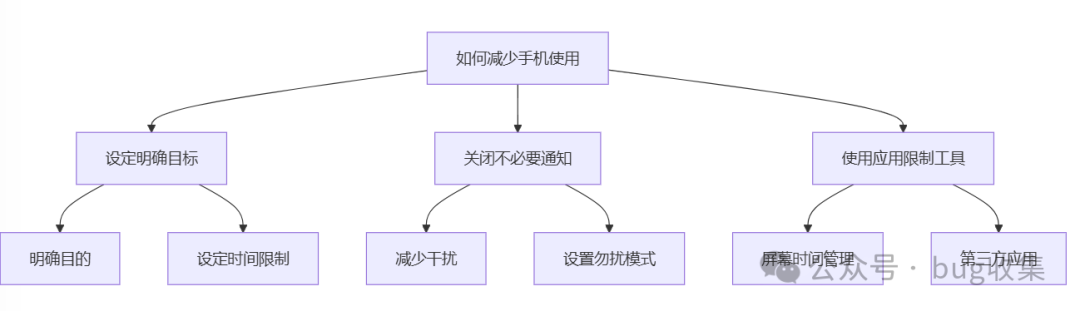 如何减少手机使用
设定明确目标
关闭不必要通知
使用应用限制工具
明确目的
设定时间限制
减少干扰
设置勿扰模式
屏幕时间管理
第三方应用
公众号 · bug收集